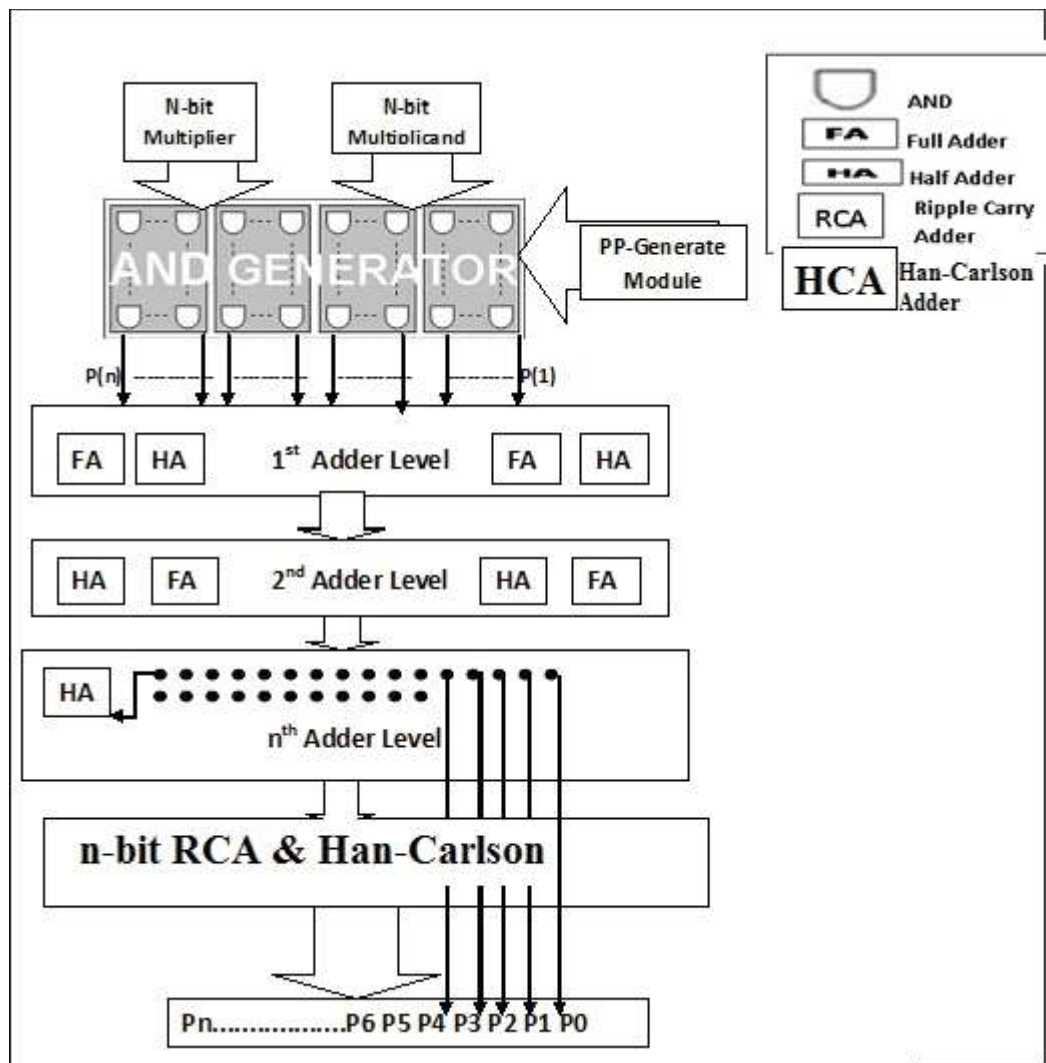 N-bit
Multiplier
N-bit
Multiplicand
AND
FA Full Adder
HA Half Adder
RCA Ripple Carry
Adder
HCA Han-Carlson
Adder
AND GENERATOR
PP-Generate
Module
P(n) P(1)
FA HA 1st Adder Level FA HA
HA FA 2nd Adder Level HA FA
HA
nth Adder Level
n-bit RCA & Han-Carlson
Pn..................P6 P5 P4 P3 P2 P1 P0